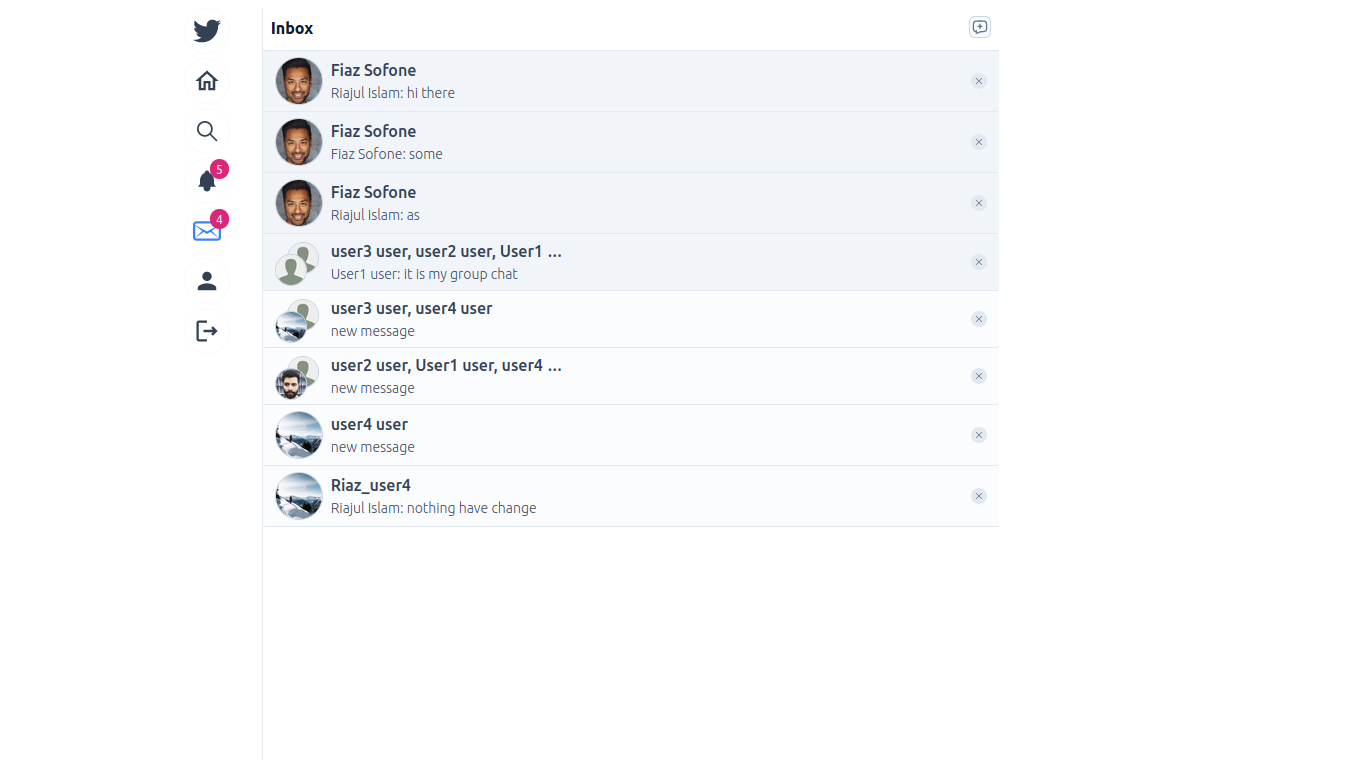 Inbox
Fiaz Sofone
Riajul Islam: hi there
Fiaz Sofone
Fiaz Sofone: some
5
Fiaz Sofone
Riajul Islam: as
4
user3 user, user2 user, User1 ...
User1 user: it is my group chat
user3 user, user4 user
new message
user2 user, User1 user, user4 ...
new message
user4 user
new message
Riaz_user4
Riajul Islam: nothing have change